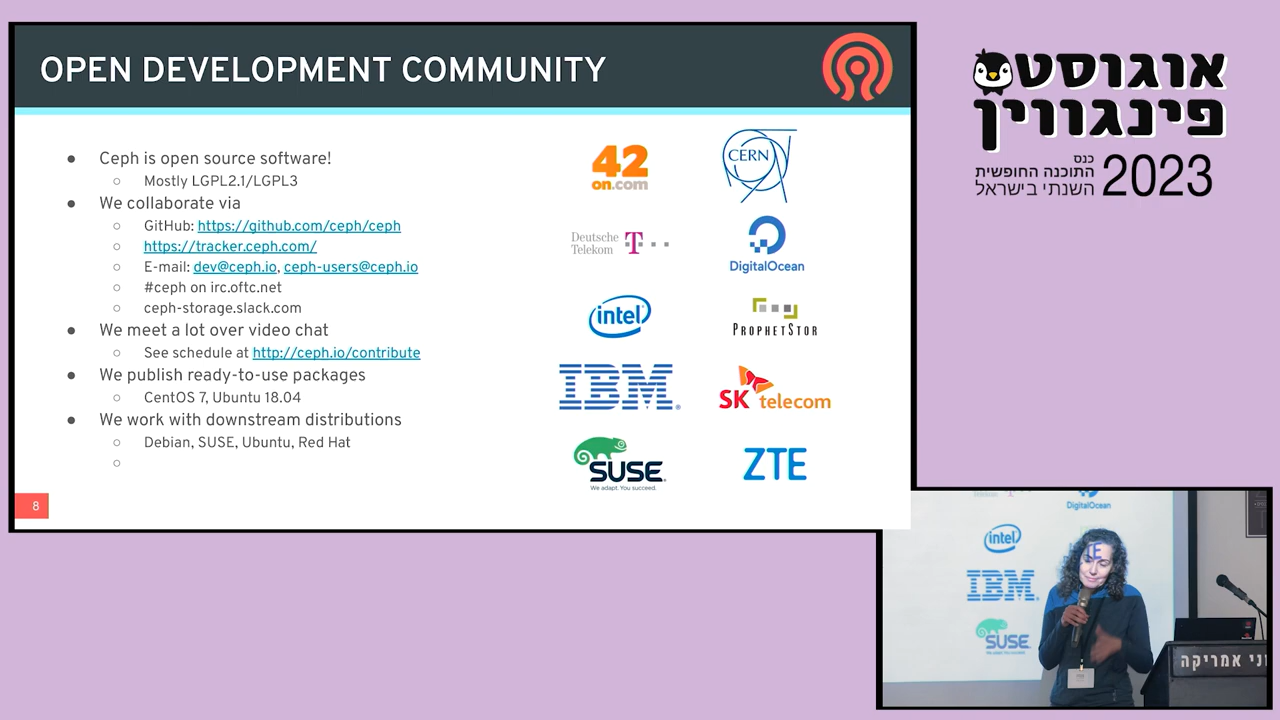 OPEN DEVELOPMENT COMMUNITY
● Ceph is open source software!
○ Mostly LGPL2.1/LGPL3
● We collaborate via
○ GitHub: https://github.com/ceph/ceph
○ https://tracker.ceph.com/
○ E-mail: dev@ceph.io, ceph-users@ceph.io
○ #ceph on irc.oftc.net
○ ceph-storage.slack.com
● We meet a lot over video chat
○ See schedule at http://ceph.io/contribute
● We publish ready-to-use packages
○ CentOS 7, Ubuntu 18.04
● We work with downstream distributions
○ Debian, SUSE, Ubuntu, Red Hat
○
8
42
on.com
CERN
Deutsche
Telekom T
DigitalOcean
intel
PROPHETSTOR
IBM®
SK telecom
SUSE
We adapt. You succeed.
ZTE
אוגוסט
פינגווין
כנס
התוכנה החופשית
השנתי בישראל
2023
Telekom
DigitalOcean
intel
IBM
SUSE
ני אמריקה